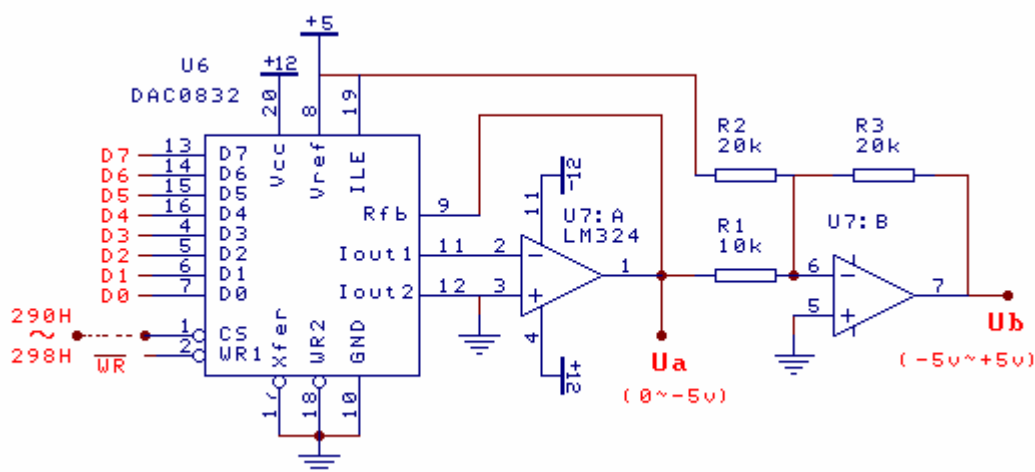 +5
U6
+12
DAC0832
20
8
19
R2
20k
R3
20k
D7 13 D7
D6 14 D6
D5 15 D5
D4 16 D4
D3 4 D3
D2 5 D2
D1 6 D1
D0 7 D0
Vcc
Vref
ILE
Rfb 9
Iout1 11
Iout2 12
-12
11
U7:A
LM324
2
3
1
4
+12
R1
10k
U7:B
6
5
7
290H
~
298H
1 CS
2 WR1
WR
Xfer
WR2
GND
17
18
10
Ua
(0~-5v)
Ub
(-5v~+5v)